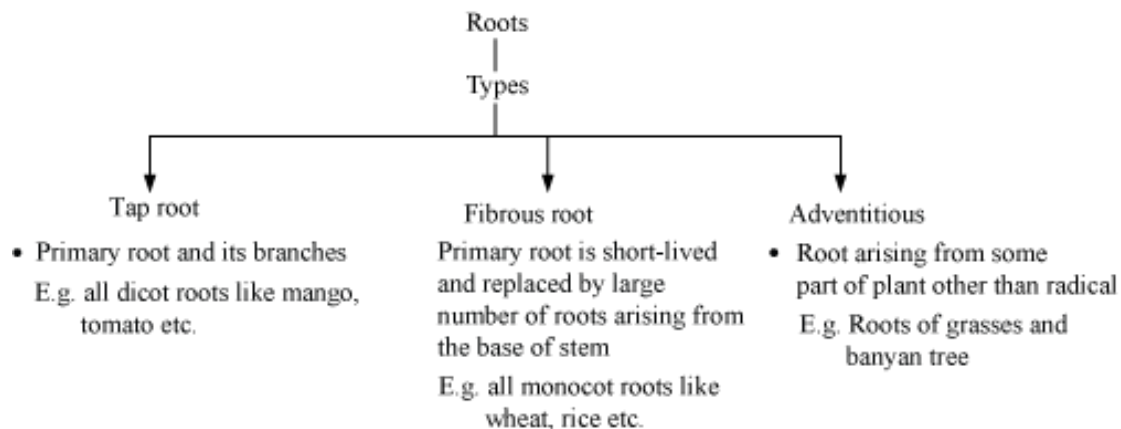 Roots
Types
Tap root
• Primary root and its branches
E.g. all dicot roots like mango,
tomato etc.
Fibrous root
Primary root is short-lived
and replaced by large
number of roots arising from
the base of stem
E.g. all monocot roots like
wheat, rice etc.
Adventitious
• Root arising from some
part of plant other than radical
E.g. Roots of grasses and
banyan tree